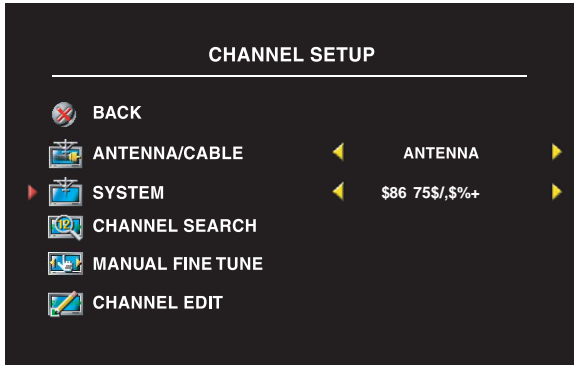 CHANNEL SETUP
BACK
ANTENNA/CABLE ANTENNA
SYSTEM $86 75$/,$%+
CHANNEL SEARCH
MANUAL FINE TUNE
CHANNEL EDIT